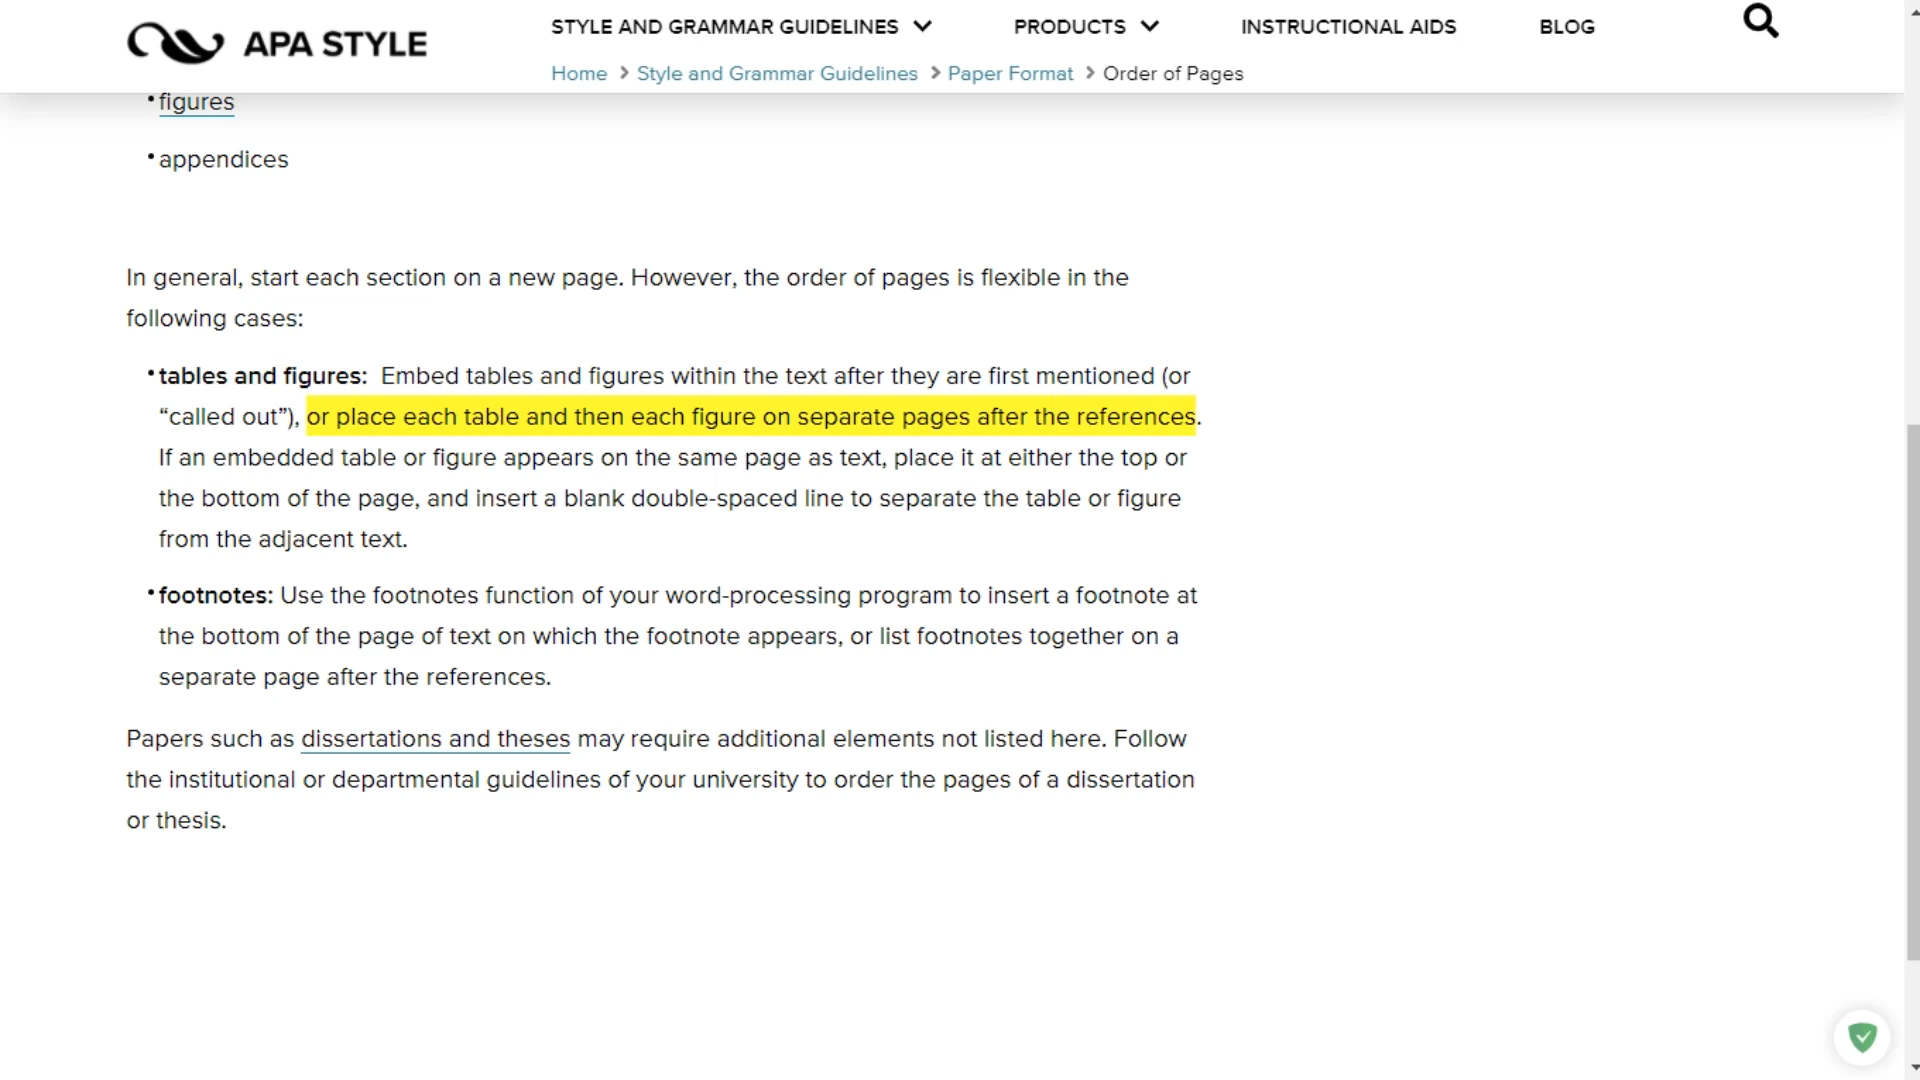 APA STYLE
STYLE AND GRAMMAR GUIDELINES
PRODUCTS
INSTRUCTIONAL AIDS
BLOG
Home > Style and Grammar Guidelines > Paper Format > Order of Pages
• figures
• appendices
In general, start each section on a new page. However, the order of pages is flexible in the
following cases:
• tables and figures: Embed tables and figures within the text after they are first mentioned (or
“called out”), or place each table and then each figure on separate pages after the references.
If an embedded table or figure appears on the same page as text, place it at either the top or
the bottom of the page, and insert a blank double-spaced line to separate the table or figure
from the adjacent text.
• footnotes: Use the footnotes function of your word-processing program to insert a footnote at
the bottom of the page of text on which the footnote appears, or list footnotes together on a
separate page after the references.
Papers such as dissertations and theses may require additional elements not listed here. Follow
the institutional or departmental guidelines of your university to order the pages of a dissertation
or thesis.